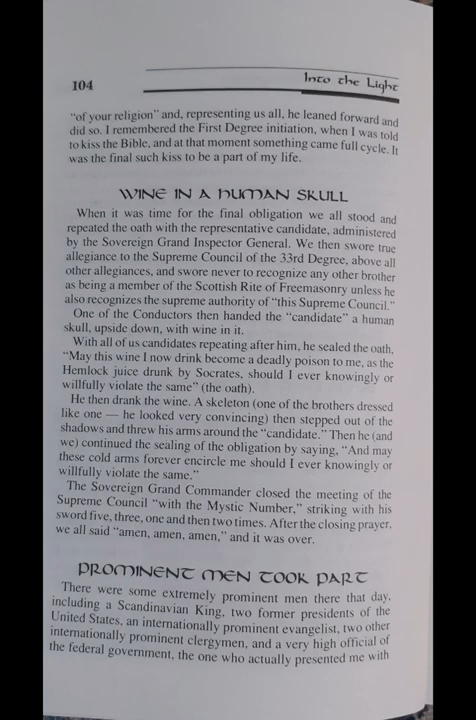 104
Into the Light
"of your religion" and, representing us all, he leaned forward and
did so. I remembered the First Degree initiation, when I was told
to kiss the Bible, and at that moment something came full cycle. It
was the final such kiss to be a part of my life.
WINE IN A HUMAN SKULL
When it was time for the final obligation we all stood and
repeated the oath with the representative candidate, administered
by the Sovereign Grand Inspector General. We then swore true
allegiance to the Supreme Council of the 33rd Degree, above all
other allegiances, and swore never to recognize any other brother
as being a member of the Scottish Rite of Freemasonry unless he
also recognizes the supreme authority of "this Supreme Council."
One of the Conductors then handed the "candidate" a human
skull, upside down, with wine in it.
With all of us candidates repeating after him, he sealed the oath,
"May this wine I now drink become a deadly poison to me, as the
Hemlock juice drunk by Socrates, should I ever knowingly or
willfully violate the same" (the oath).
He then drank the wine. A skeleton (one of the brothers dressed
like one — he looked very convincing) then stepped out of the
shadows and threw his arms around the "candidate." Then he (and
we) continued the sealing of the obligation by saying, "And may
these cold arms forever encircle me should I ever knowingly or
willfully violate the same."
The Sovereign Grand Commander closed the meeting of the
Supreme Council "with the Mystic Number," striking with his
sword five, three, one and then two times. After the closing prayer,
we all said "amen, amen, amen," and it was over.
PROMINENT MEN TOOK PART
There were some extremely prominent men there that day,
including a Scandinavian King, two former presidents of the
United States, an internationally prominent evangelist, two other
internationally prominent clergymen, and a very high official of
the federal government, the one who actually presented me with